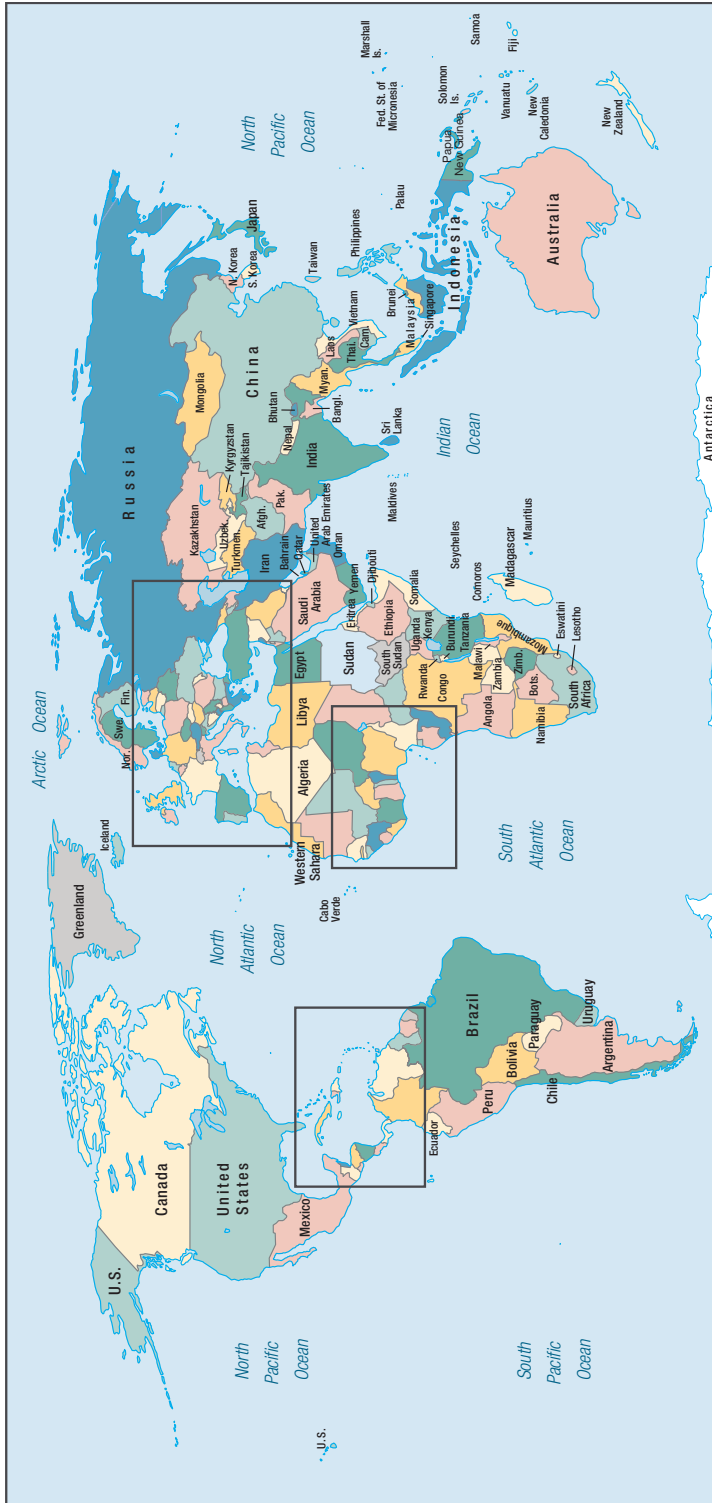 Arctic Ocean
Greenland
Iceland
U.S.
Canada
United
States
Mexico
U.S.
North
Pacific
Ocean
North
Atlantic
Ocean
South
Pacific
Ocean
South
Atlantic
Ocean
Ecuador
Peru
Brazil
Bolivia
Paraguay
Uruguay
Chile
Argentina
Cabo
Verde
Nor.
Swe.
Fin.
Russia
Kazakhstan
Uzbek.
Turkmen.
Kyrgyzstan
Tajikistan
Mongolia
China
N. Korea
S. Korea
Japan
North
Pacific
Ocean
Afgh.
Pak.
Iran
Bahrain
Qatar
United
Arab Emirates
Oman
Saudi
Arabia
Yemen
Nepal
Bhutan
India
Bangl.
Myan.
Laos
Thai.
Cam.
Vietnam
Taiwan
Philippines
Sri
Lanka
Maldives
Brunei
Malaysia
Singapore
Indonesia
Palau
Papua
New Guinea
Fed. St. of
Micronesia
Marshall
Is.
Solomon
Is.
Samoa
Fiji
Vanuatu
New
Caledonia
New
Zealand
Australia
Indian
Ocean
Western
Sahara
Algeria
Libya
Egypt
Sudan
South
Sudan
Eritrea
Djibouti
Ethiopia
Somalia
Uganda
Kenya
Rwanda
Burundi
Congo
Tanzania
Seychelles
Comoros
Angola
Zambia
Malawi
Mozambique
Madagascar
Mauritius
Zimb.
Bots.
Namibia
South
Africa
Eswatini
Lesotho
Antarctica